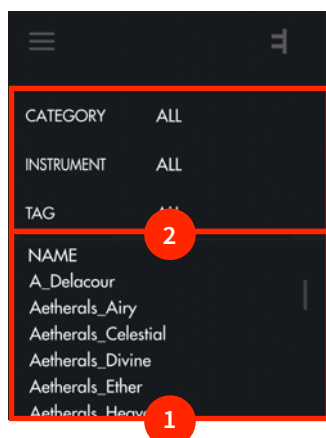 CATEGORY ALL
INSTRUMENT ALL
TAG
2
NAME
A_Delacour
Aetherals_Airy
Aetherals_Celestial
Aetherals_Divine
Aetherals_Ether
1